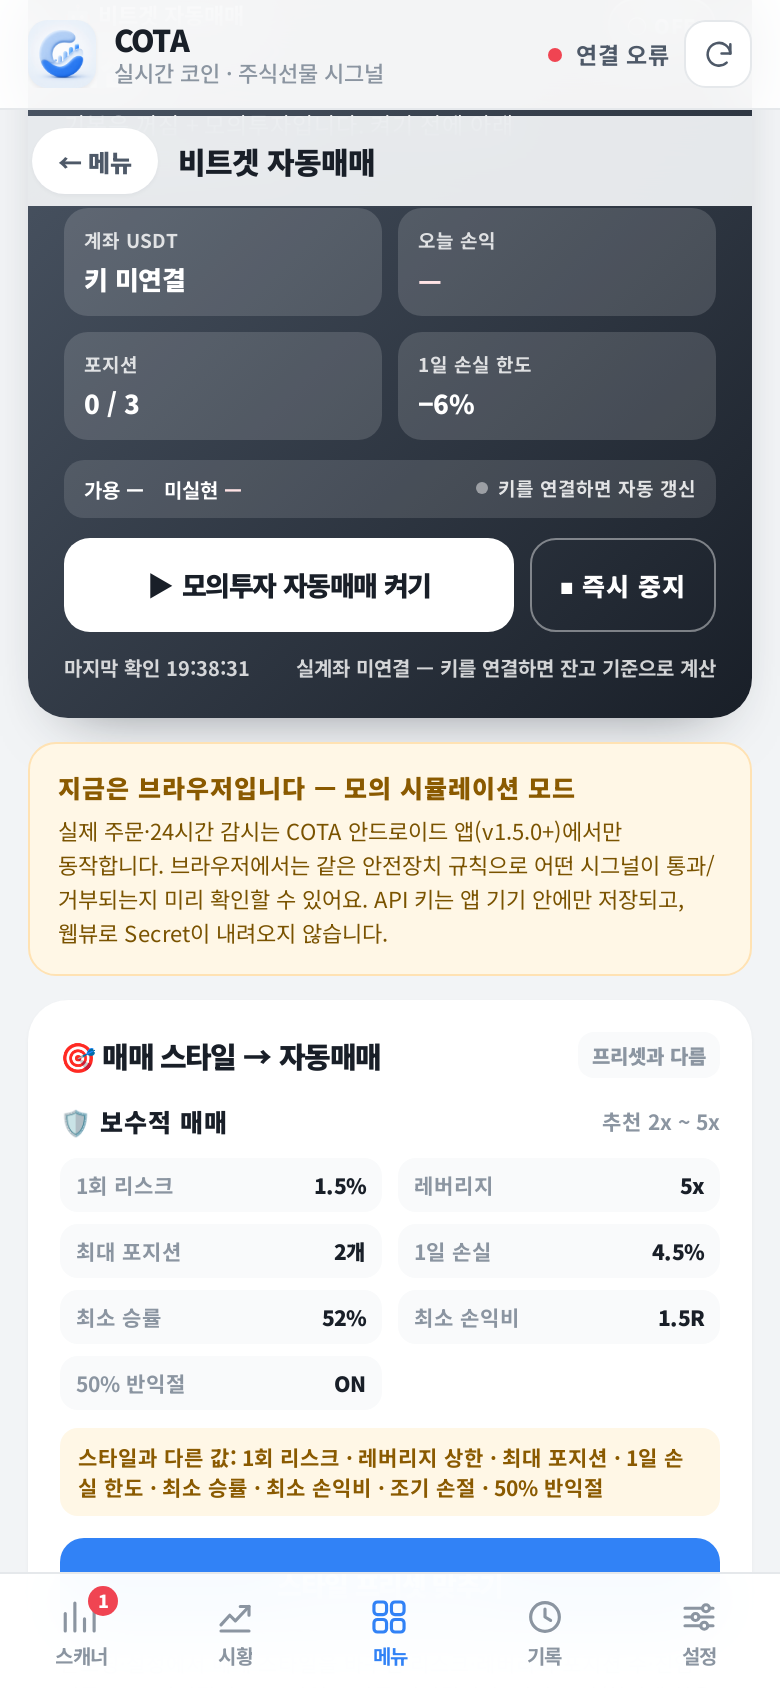 COTA
실시간 코인 · 주식선물 시그널
연결 오류
← 메뉴
비트겟 자동매매
계좌 USDT
키 미연결
오늘 손익
—
포지션
0 / 3
1일 손실 한도
−6%
가용 — 미실현 —
키를 연결하면 자동 갱신
▶ 모의투자 자동매매 켜기
■ 즉시 중지
마지막 확인 19:38:31
실계좌 미연결 — 키를 연결하면 잔고 기준으로 계산
지금은 브라우저입니다 — 모의 시뮬레이션 모드
실제 주문·24시간 감시는 COTA 안드로이드 앱(v1.5.0+)에서만
동작합니다. 브라우저에서는 같은 안전장치 규칙으로 어떤 시그널이 통과/
거부되는지 미리 확인할 수 있어요. API 키는 앱 기기 안에만 저장되고,
웹뷰로 Secret이 내려오지 않습니다.
🎯 매매 스타일 → 자동매매
프리셋과 다름
🛡️ 보수적 매매
추천 2x ~ 5x
1회 리스크 1.5%
레버리지 5x
최대 포지션 2개
1일 손실 4.5%
최소 승률 52%
최소 손익비 1.5R
50% 반익절 ON
스타일과 다른 값: 1회 리스크 · 레버리지 상한 · 최대 포지션 · 1일 손
실 한도 · 최소 승률 · 최소 손익비 · 조기 손절 · 50% 반익절
1
스캐너
시황
메뉴
기록
설정